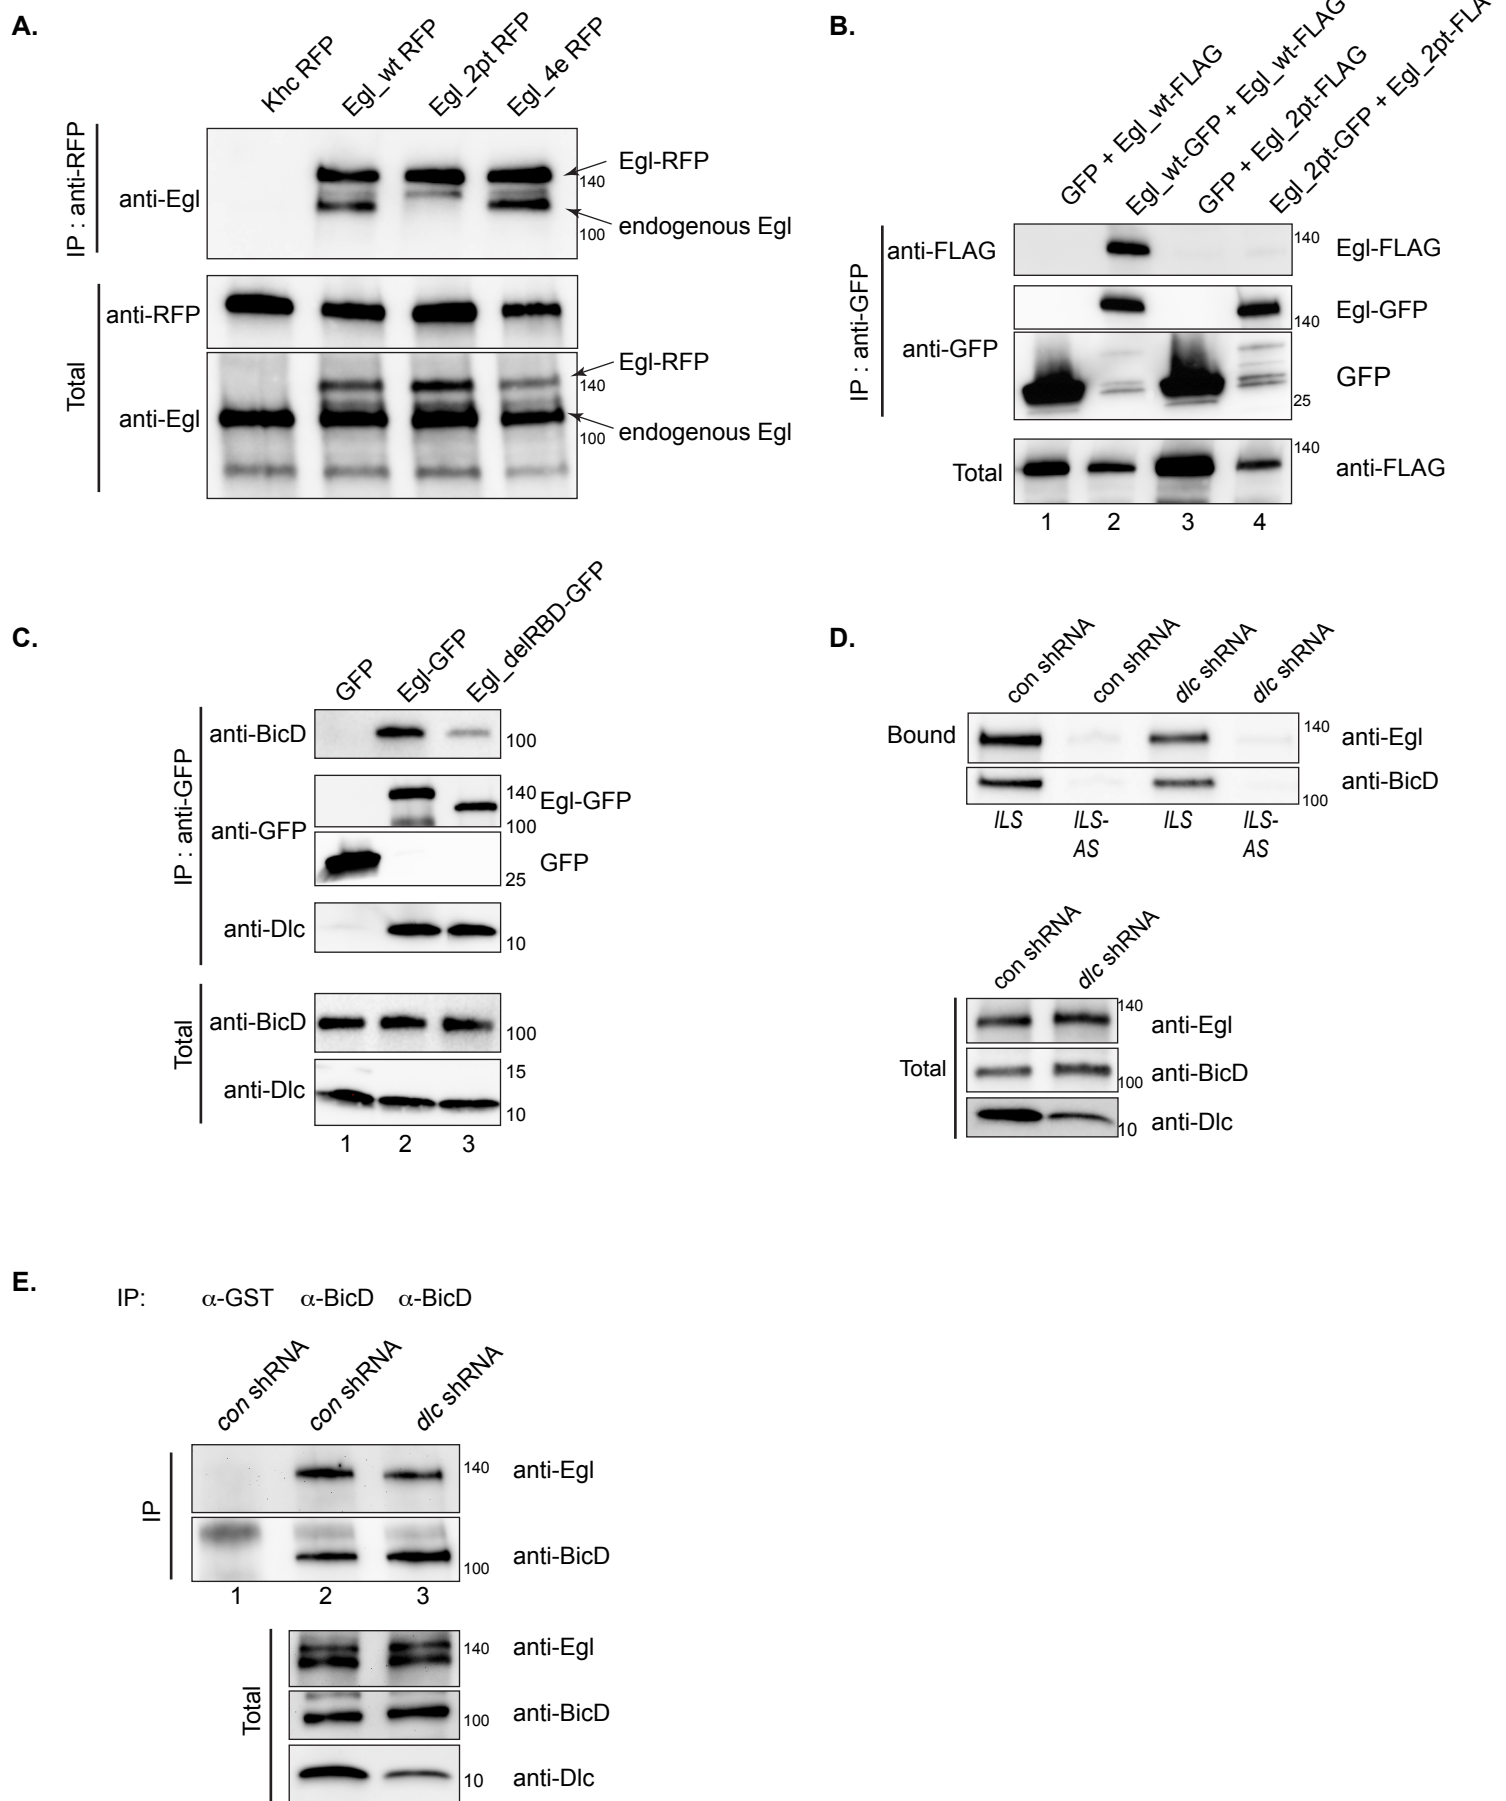 A.
Khc RFP
Egl_wt RFP
Egl_2pt RFP
Egl_4e RFP
IP : anti-RFP
anti-Egl
Egl-RFP
140
endogenous Egl
100
Total
anti-RFP
anti-Egl
Egl-RFP
140
endogenous Egl
100
B.
GFP + Egl_wt-FLAG
Egl_wt-GFP + Egl_wt-FLAG
GFP + Egl_2pt-FLAG
Egl_2pt-GFP + Egl_2pt-FLA
IP : anti-GFP
anti-FLAG
140
Egl-FLAG
anti-GFP
140
Egl-GFP
25
GFP
Total
140
anti-FLAG
1 2 3 4
C.
GFP
Egl-GFP
Egl_delRBD-GFP
IP : anti-GFP
anti-BicD
100
anti-GFP
140
Egl-GFP
100
GFP
25
anti-Dlc
10
Total
anti-BicD
100
anti-Dlc
15
10
1 2 3
D.
con shRNA
con shRNA
dlc shRNA
dlc shRNA
Bound
140
anti-Egl
100
anti-BicD
ILS ILS- ILS ILS-
AS AS
con shRNA
dlc shRNA
Total
140
anti-Egl
100
anti-BicD
10
anti-Dlc
E.
IP: α-GST α-BicD α-BicD
con shRNA
con shRNA
dlc shRNA
IP
140
anti-Egl
100
anti-BicD
1 2 3
Total
140
anti-Egl
100
anti-BicD
10
anti-Dlc